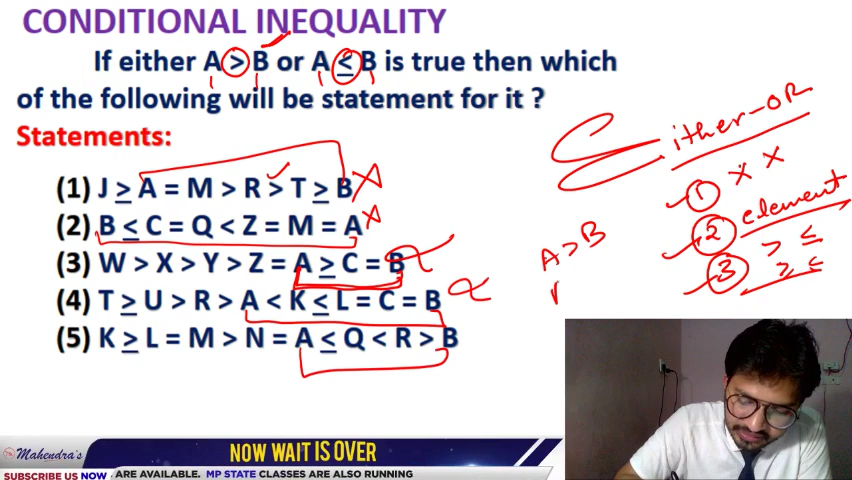 CONDITIONAL INEQUALITY
If either A > B or A ≤ B is true then which
of the following will be statement for it ?
Statements:
(1) J ≥ A = M > R > T ≥ B
(2) B ≤ C = Q < Z = M = A
(3) W > X > Y > Z = A ≥ C = B
(4) T ≥ U > R > A < K ≤ L = C = B
(5) K ≥ L = M > N = A ≤ Q < R > B
Either-OR
1 x x
2 element
3 > ≤
≥ ≤
A > B
Mahendra's
NOW WAIT IS OVER
SUBSCRIBE US NOW ARE AVAILABLE. MP STATE CLASSES ARE ALSO RUNNING